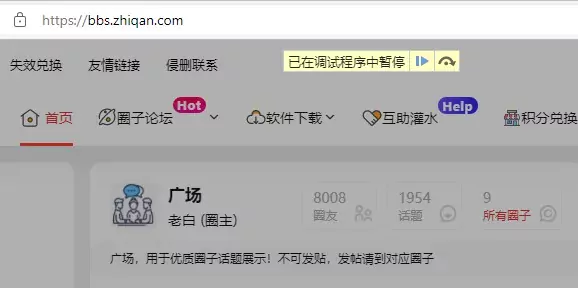 https://bbs.zhiqan.com
失效兑换 友情链接 侵删联系
已在调试程序中暂停
首页 圈子论坛 Hot 软件下载 互助灌水 Help 积分兑换
广场 8008 1954 9
老白 (圈主) 圈友 话题 所有圈子
广场，用于优质圈子话题展示！不可发贴，发帖请到对应圈子